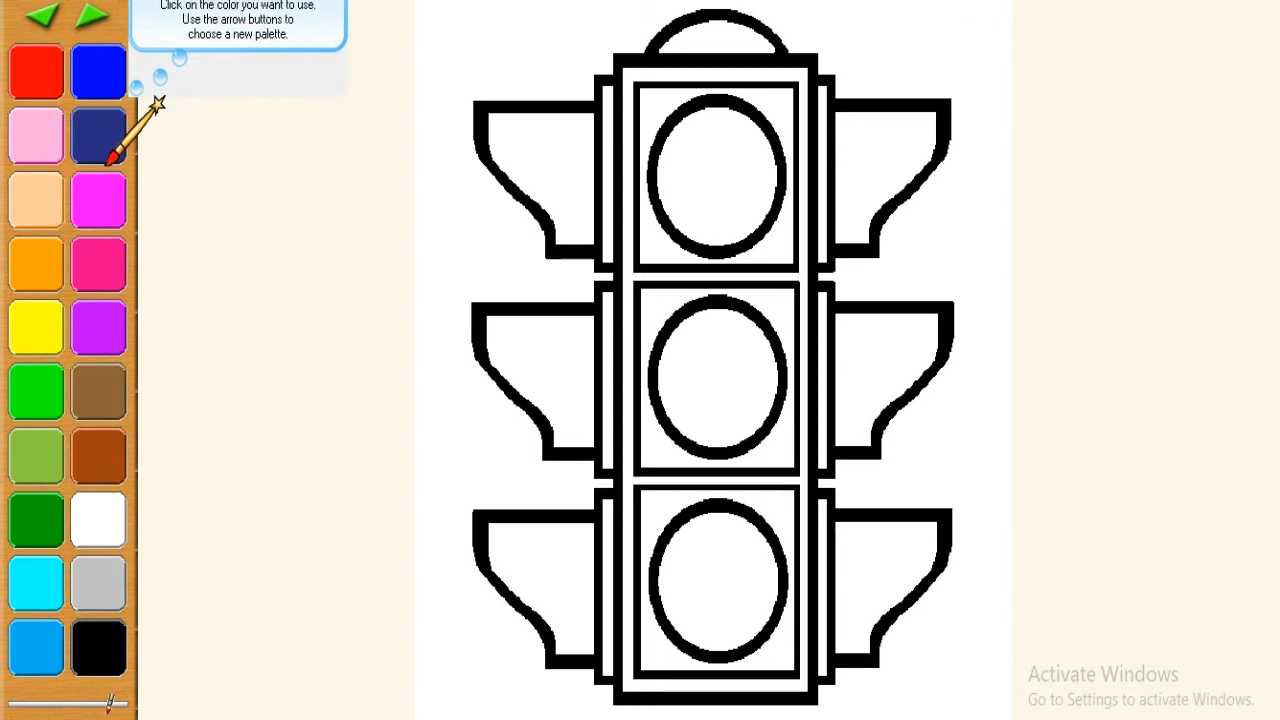 Click on the color you want to use.
Use the arrow buttons to
choose a new palette.
Activate Windows
Go to Settings to activate Windows.